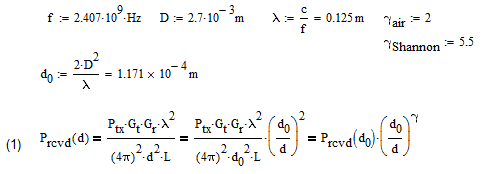 f := 2.407·10⁹·Hz D := 2.7·10⁻³m λ := c/f = 0.125m γair := 2
γShannon := 5.5
d₀ := 2·D²/λ = 1.171 × 10⁻⁴ m
(1) Prcvd(d) = Ptx·Gt·Gr·λ²/((4π)²·d²·L) = Ptx·Gt·Gr·λ²/((4π)²·d₀²·L)·(d₀/d)² = Prcvd(d₀)·(d₀/d)^γ